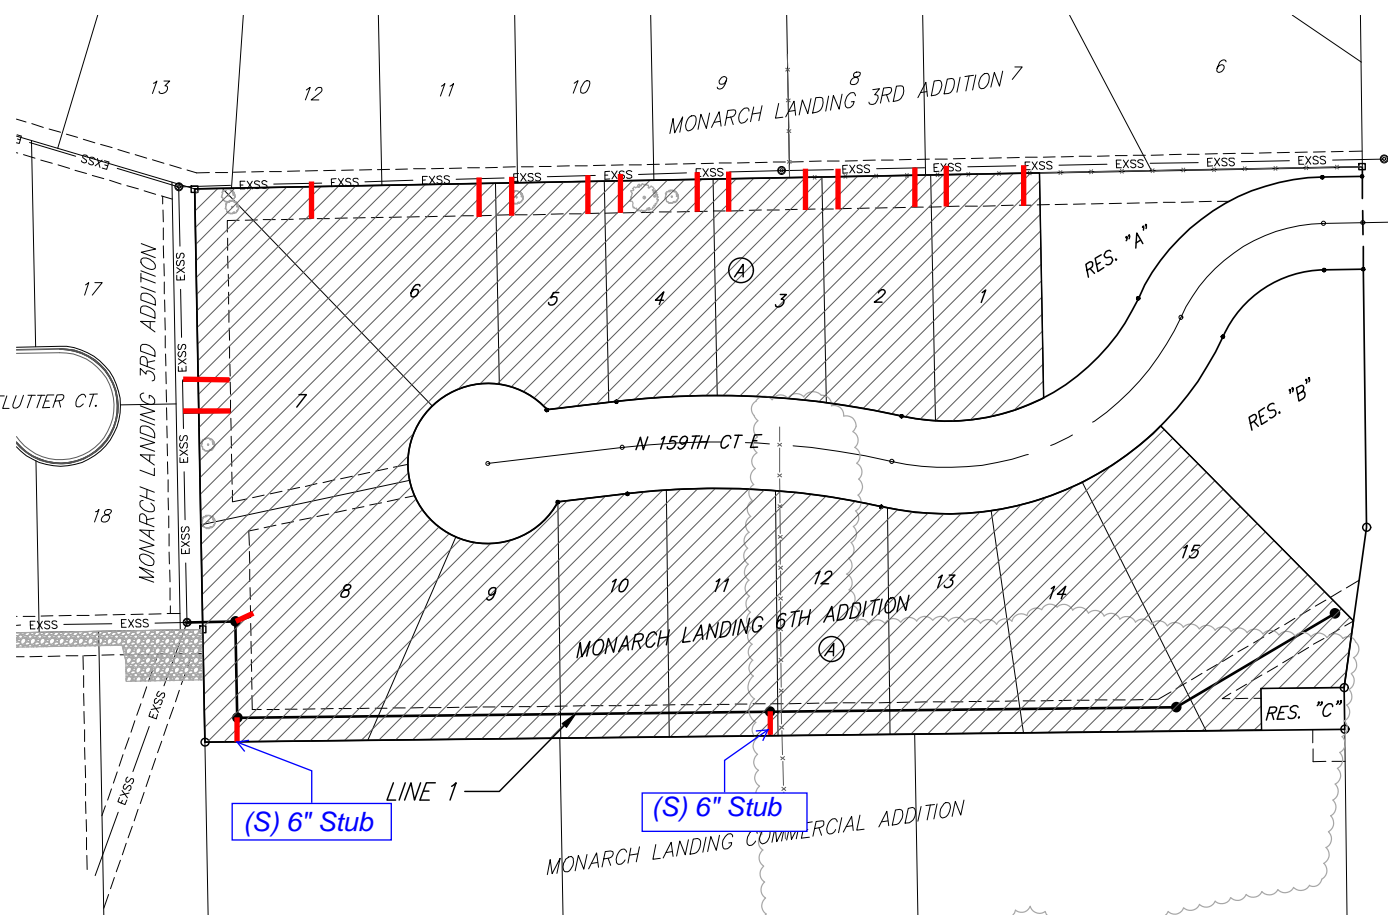 13
12
11
10
9
8
7
6
MONARCH LANDING 3RD ADDITION
EXSS
EXSS
EXSS
EXSS
EXSS
EXSS
EXSS
EXSS
EXSS
EXSS
EXSS
17
EXSS
MONARCH LANDING 3RD ADDITION
EXSS
6
5
4
A
3
2
1
RES. "A"
RES. "B"
FLUTTER CT.
7
N 159TH CT E
EXSS
18
EXSS
8
9
10
11
12
13
14
15
MONARCH LANDING 6TH ADDITION
A
EXSS
EXSS
EXSS
EXSS
RES. "C"
LINE 1
(S) 6" Stub
(S) 6" Stub
MONARCH LANDING COMMERCIAL ADDITION